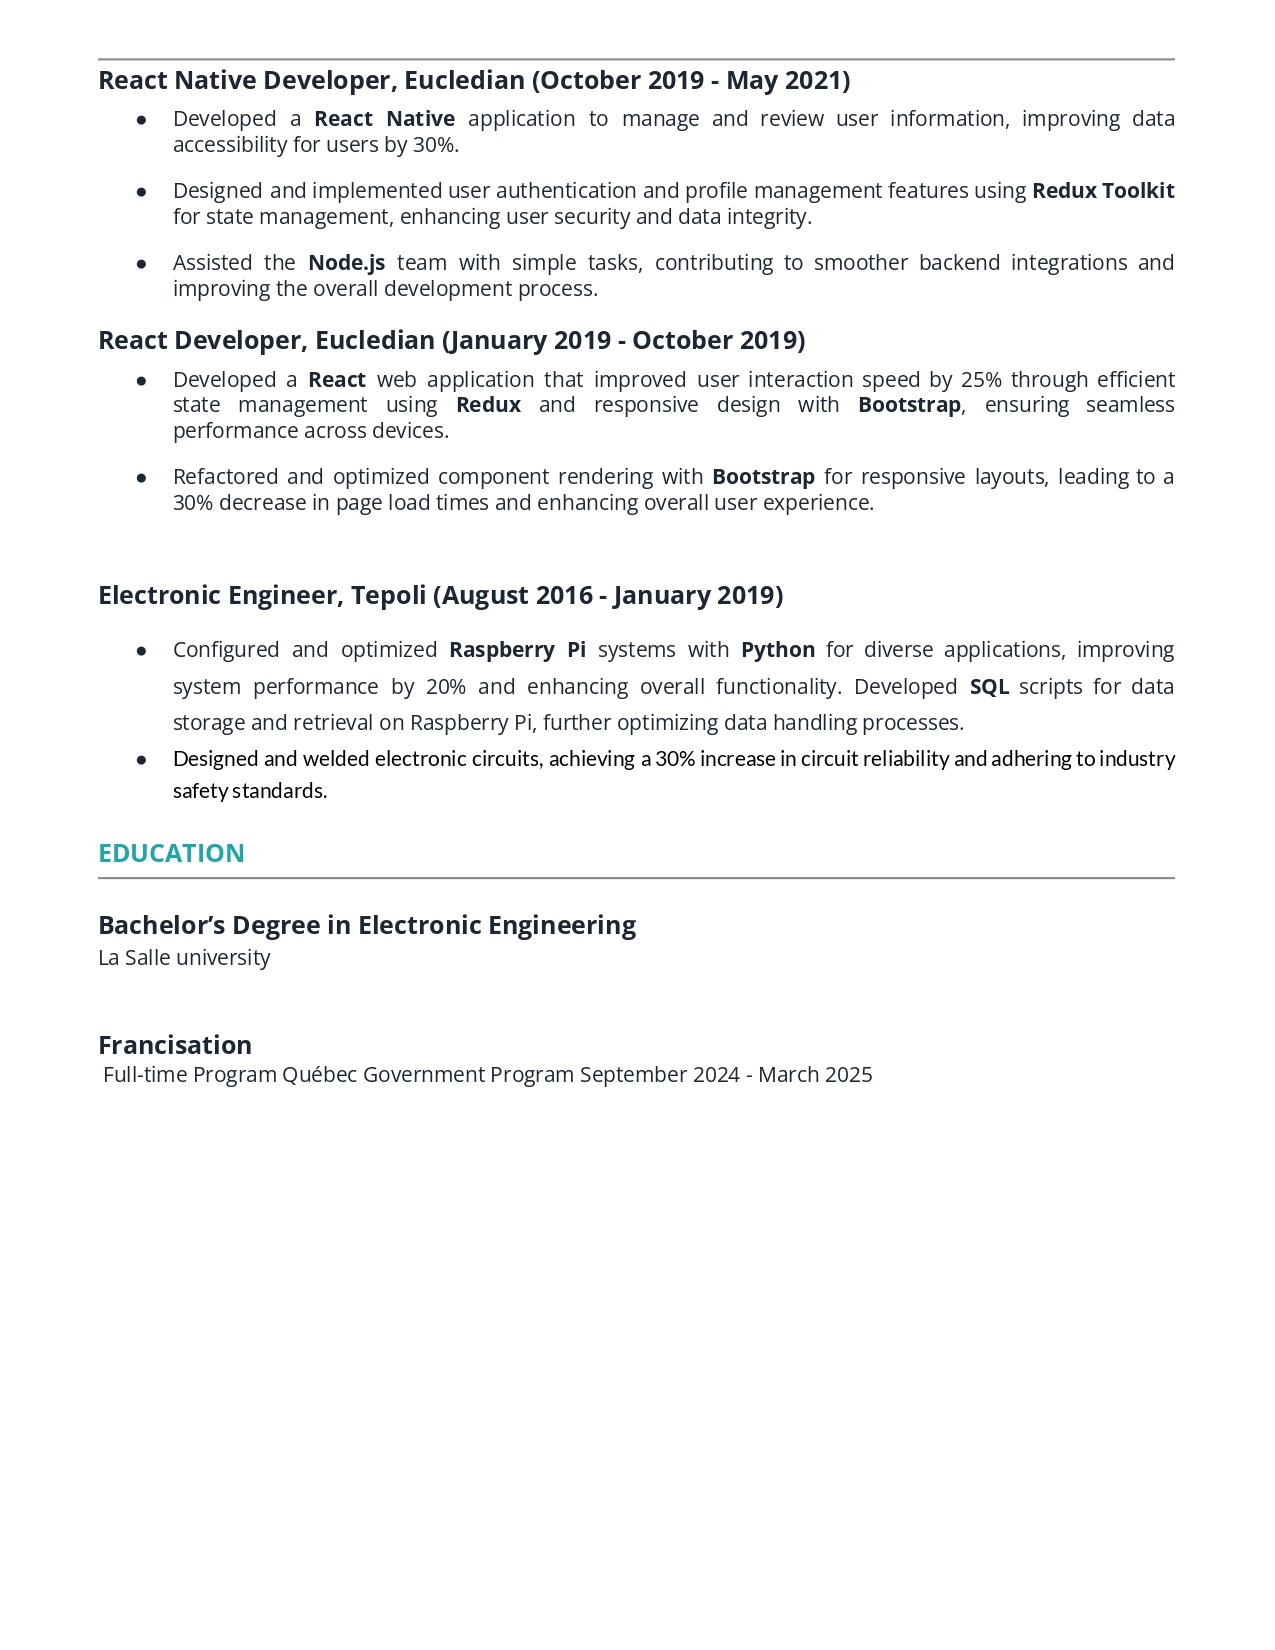 React Native Developer, Eucledian (October 2019 - May 2021)
● Developed a React Native application to manage and review user information, improving data
accessibility for users by 30%.
● Designed and implemented user authentication and profile management features using Redux Toolkit
for state management, enhancing user security and data integrity.
● Assisted the Node.js team with simple tasks, contributing to smoother backend integrations and
improving the overall development process.
React Developer, Eucledian (January 2019 - October 2019)
● Developed a React web application that improved user interaction speed by 25% through efficient
state management using Redux and responsive design with Bootstrap, ensuring seamless
performance across devices.
● Refactored and optimized component rendering with Bootstrap for responsive layouts, leading to a
30% decrease in page load times and enhancing overall user experience.
Electronic Engineer, Tepoli (August 2016 - January 2019)
● Configured and optimized Raspberry Pi systems with Python for diverse applications, improving
system performance by 20% and enhancing overall functionality. Developed SQL scripts for data
storage and retrieval on Raspberry Pi, further optimizing data handling processes.
● Designed and welded electronic circuits, achieving a 30% increase in circuit reliability and adhering to industry
safety standards.
EDUCATION
Bachelor’s Degree in Electronic Engineering
La Salle university
Francisation
Full-time Program Québec Government Program September 2024 - March 2025